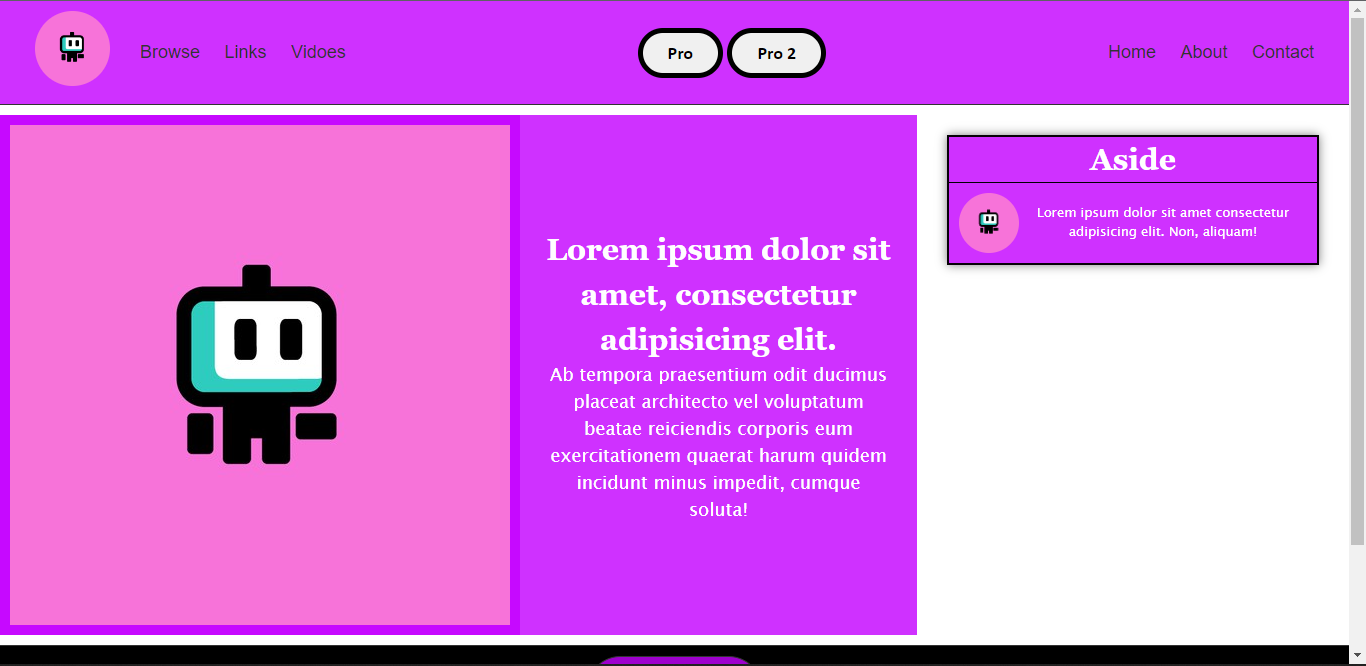 Browse Links Vidoes
Pro Pro 2
Home About Contact
Lorem ipsum dolor sit
amet, consectetur
adipisicing elit.
Ab tempora praesentium odit ducimus
placeat architecto vel voluptatum
beatae reiciendis corporis eum
exercitationem quaerat harum quidem
incidunt minus impedit, cumque
soluta!
Aside
Lorem ipsum dolor sit amet consectetur
adipisicing elit. Non, aliquam!